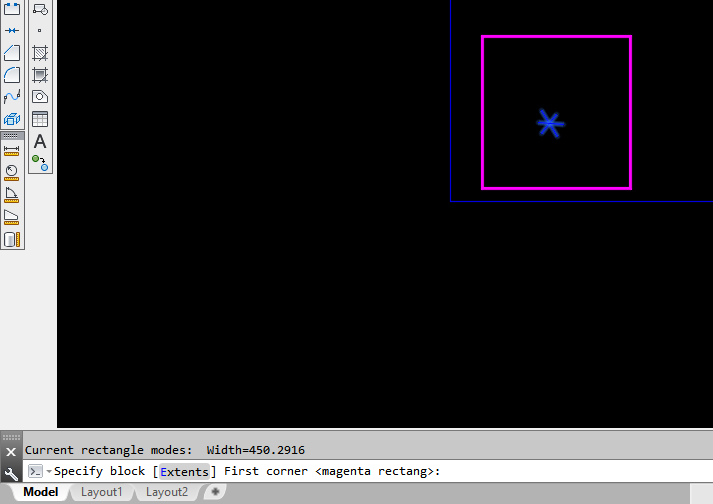 A
Current rectangle modes:  Width=450.2916
Specify block [Extents] First corner <magenta rectang>:
Model Layout1 Layout2